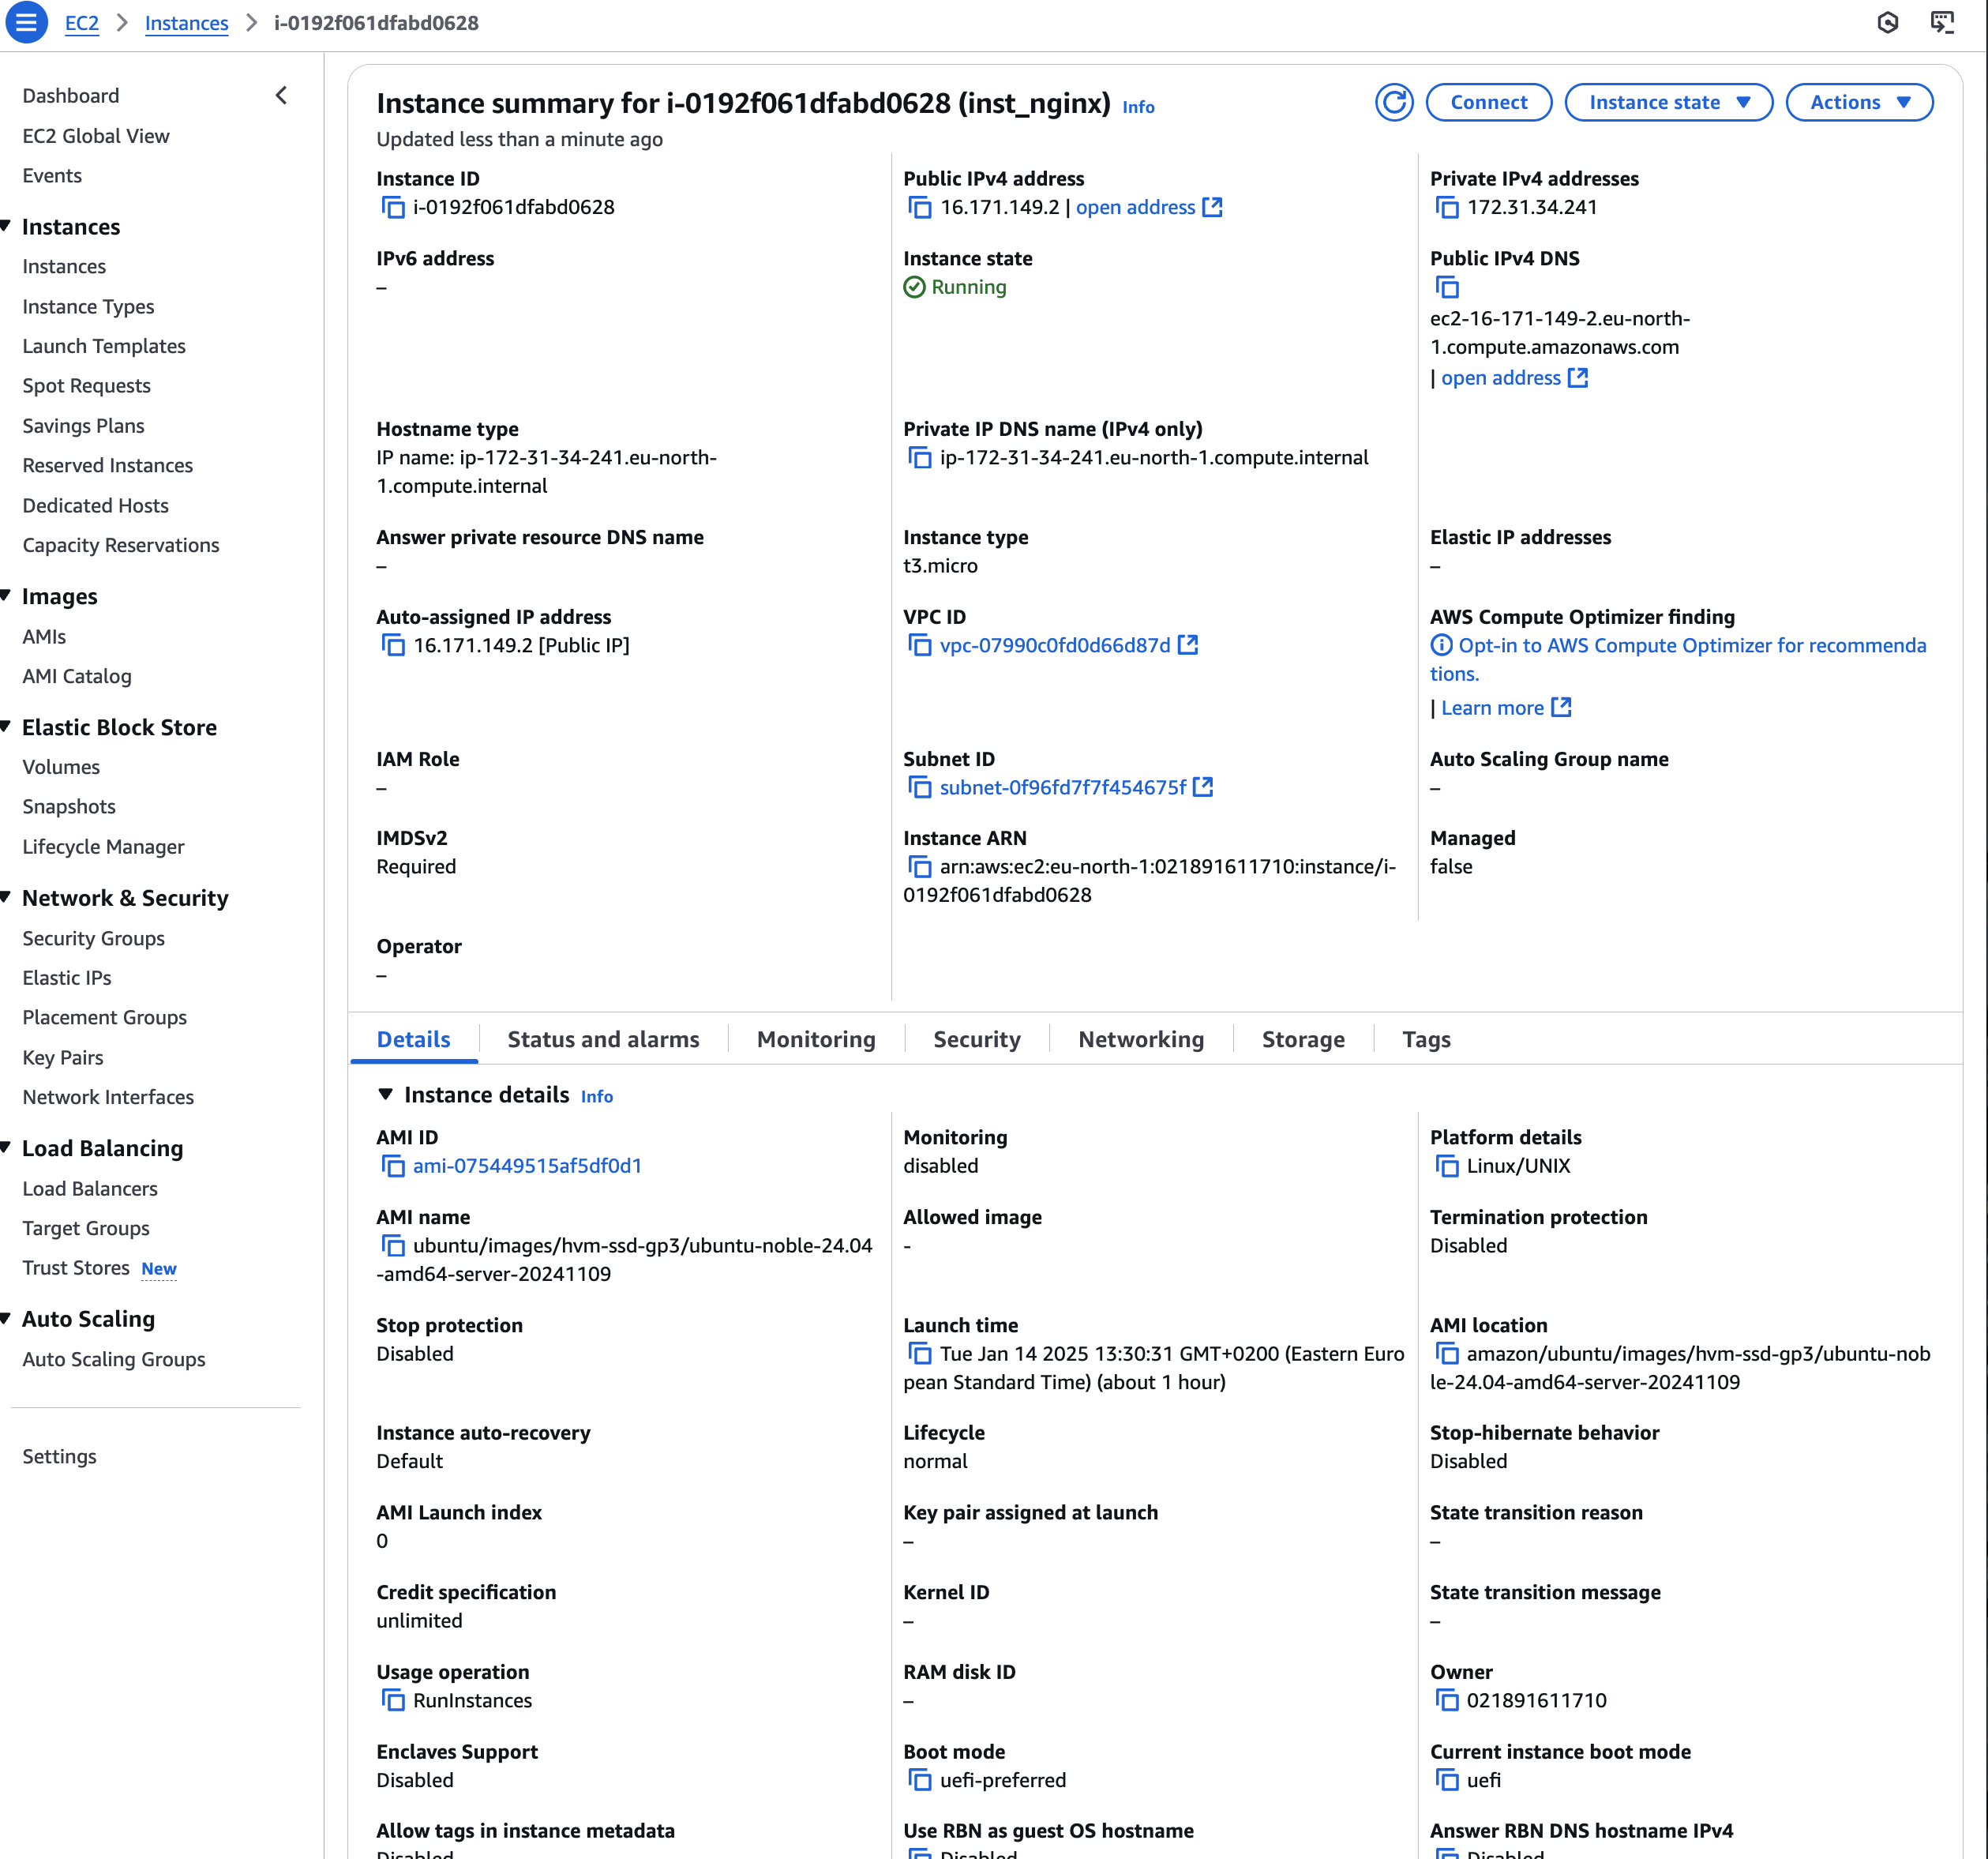 EC2 > Instances > i-0192f061dfabd0628
Dashboard
EC2 Global View
Events
Instances
Instances
Instance Types
Launch Templates
Spot Requests
Savings Plans
Reserved Instances
Dedicated Hosts
Capacity Reservations
Images
AMIs
AMI Catalog
Elastic Block Store
Volumes
Snapshots
Lifecycle Manager
Network & Security
Security Groups
Elastic IPs
Placement Groups
Key Pairs
Network Interfaces
Load Balancing
Load Balancers
Target Groups
Trust Stores New
Auto Scaling
Auto Scaling Groups
Settings
Instance summary for i-0192f061dfabd0628 (inst_nginx) Info
Updated less than a minute ago
Connect
Instance state
Actions
Instance ID
i-0192f061dfabd0628
Public IPv4 address
16.171.149.2 | open address
Private IPv4 addresses
172.31.34.241
IPv6 address
–
Instance state
Running
Public IPv4 DNS
ec2-16-171-149-2.eu-north-
1.compute.amazonaws.com
| open address
Hostname type
IP name: ip-172-31-34-241.eu-north-
1.compute.internal
Private IP DNS name (IPv4 only)
ip-172-31-34-241.eu-north-1.compute.internal
Answer private resource DNS name
–
Instance type
t3.micro
Elastic IP addresses
–
Auto-assigned IP address
16.171.149.2 [Public IP]
VPC ID
vpc-07990c0fd0d66d87d
AWS Compute Optimizer finding
Opt-in to AWS Compute Optimizer for recommenda
tions.
| Learn more
IAM Role
–
Subnet ID
subnet-0f96fd7f7f454675f
Auto Scaling Group name
–
IMDSv2
Required
Instance ARN
arn:aws:ec2:eu-north-1:021891611710:instance/i-
0192f061dfabd0628
Managed
false
Operator
–
Details
Status and alarms
Monitoring
Security
Networking
Storage
Tags
Instance details Info
AMI ID
ami-075449515af5df0d1
Monitoring
disabled
Platform details
Linux/UNIX
AMI name
ubuntu/images/hvm-ssd-gp3/ubuntu-noble-24.04
-amd64-server-20241109
Allowed image
-
Termination protection
Disabled
Stop protection
Disabled
Launch time
Tue Jan 14 2025 13:30:31 GMT+0200 (Eastern Euro
pean Standard Time) (about 1 hour)
AMI location
amazon/ubuntu/images/hvm-ssd-gp3/ubuntu-nob
le-24.04-amd64-server-20241109
Instance auto-recovery
Default
Lifecycle
normal
Stop-hibernate behavior
Disabled
AMI Launch index
0
Key pair assigned at launch
–
State transition reason
–
Credit specification
unlimited
Kernel ID
–
State transition message
–
Usage operation
RunInstances
RAM disk ID
–
Owner
021891611710
Enclaves Support
Disabled
Boot mode
uefi-preferred
Current instance boot mode
uefi
Allow tags in instance metadata
Disabled
Use RBN as guest OS hostname
Disabled
Answer RBN DNS hostname IPv4
Disabled